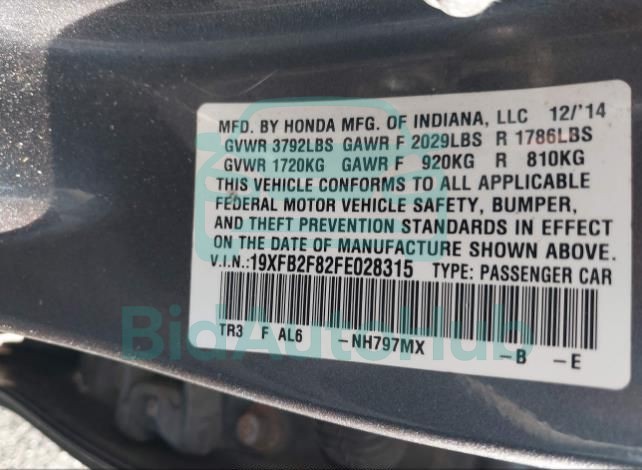 MFD. BY HONDA MFG. OF INDIANA, LLC 12/'14
GVWR 3792LBS GAWR F 2029LBS R 1786LBS
GVWR 1720KG GAWR F 920KG R 810KG
THIS VEHICLE CONFORMS TO ALL APPLICABLE
FEDERAL MOTOR VEHICLE SAFETY, BUMPER,
AND THEFT PREVENTION STANDARDS IN EFFECT
ON THE DATE OF MANUFACTURE SHOWN ABOVE.
V.I.N.:19XFB2F82FE028315 TYPE: PASSENGER CAR
BidAutoHub
TR3 F AL6 -NH797MX -B -E